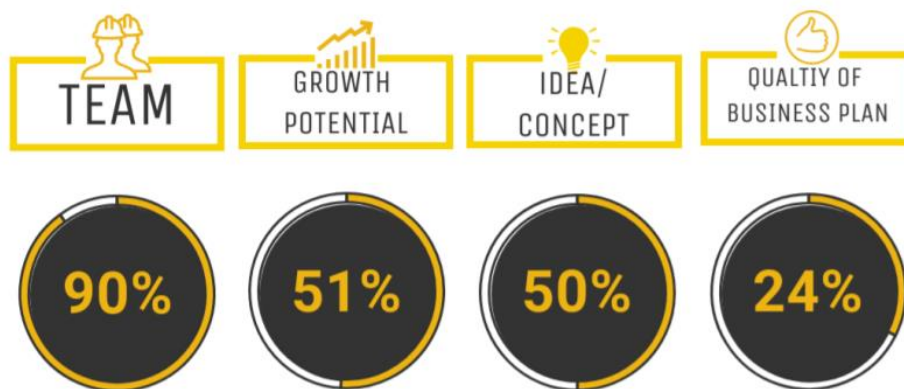 TEAM
GROWTH
POTENTIAL
IDEA/
CONCEPT
QUALTIY OF
BUSINESS PLAN
90%
51%
50%
24%